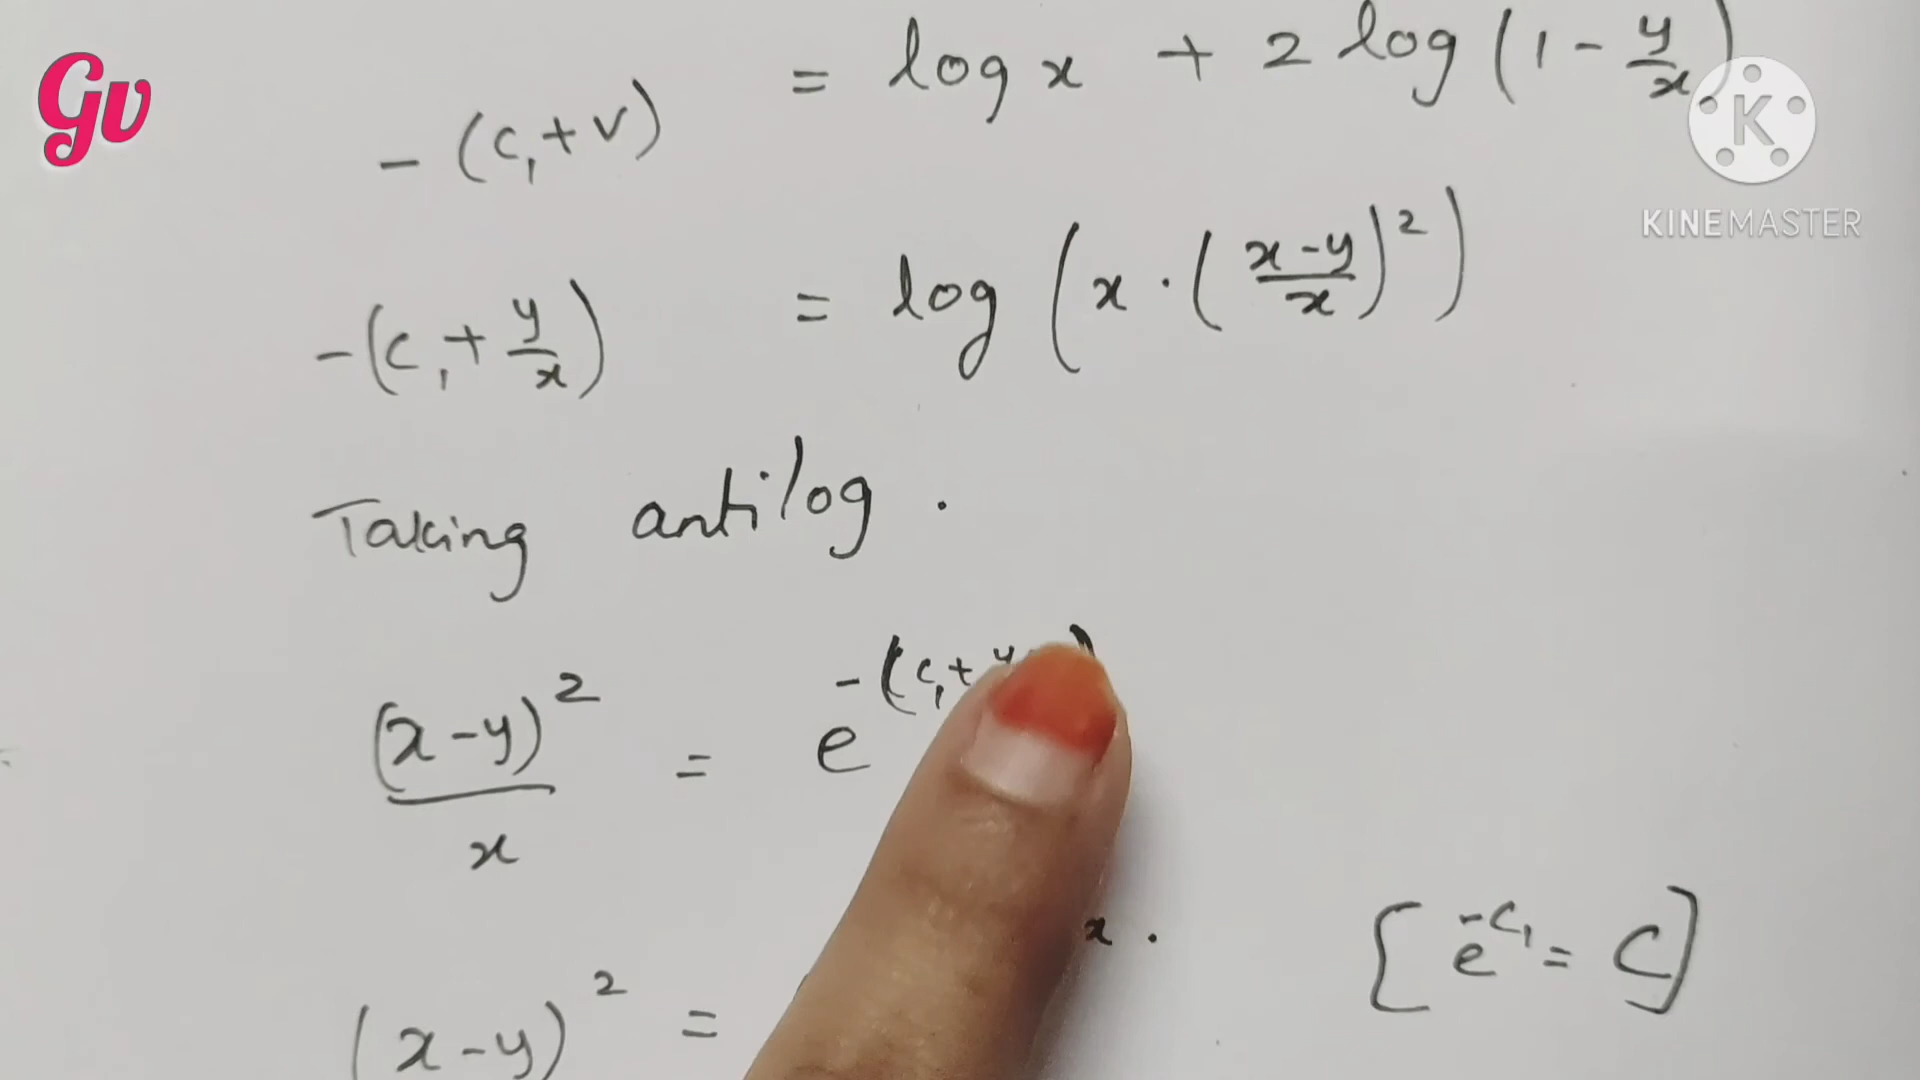 Gv
-(c₁+v) = log x + 2 log (1 - y/x)
KINEMASTER
-(c₁ + y/x) = log (x · ((x-y)/x)²)
Taking antilog .
(x-y)²/x = e^-(c₁+y )
x .
[e^-c₁ = C]
(x-y)² =